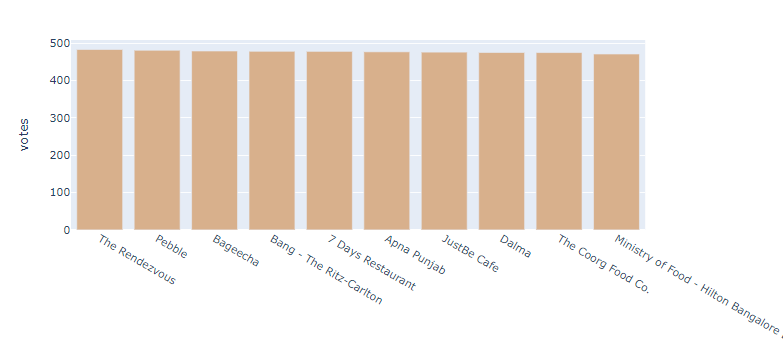 500
400
300
200
100
0
votes
The Rendezvous
Pebble
Bageecha
Bang - The Ritz-Carlton
7 Days Restaurant
Apna Punjab
JustBe Cafe
Dalma
The Coorg Food Co.
Ministry of Food - Hilton Bangalore